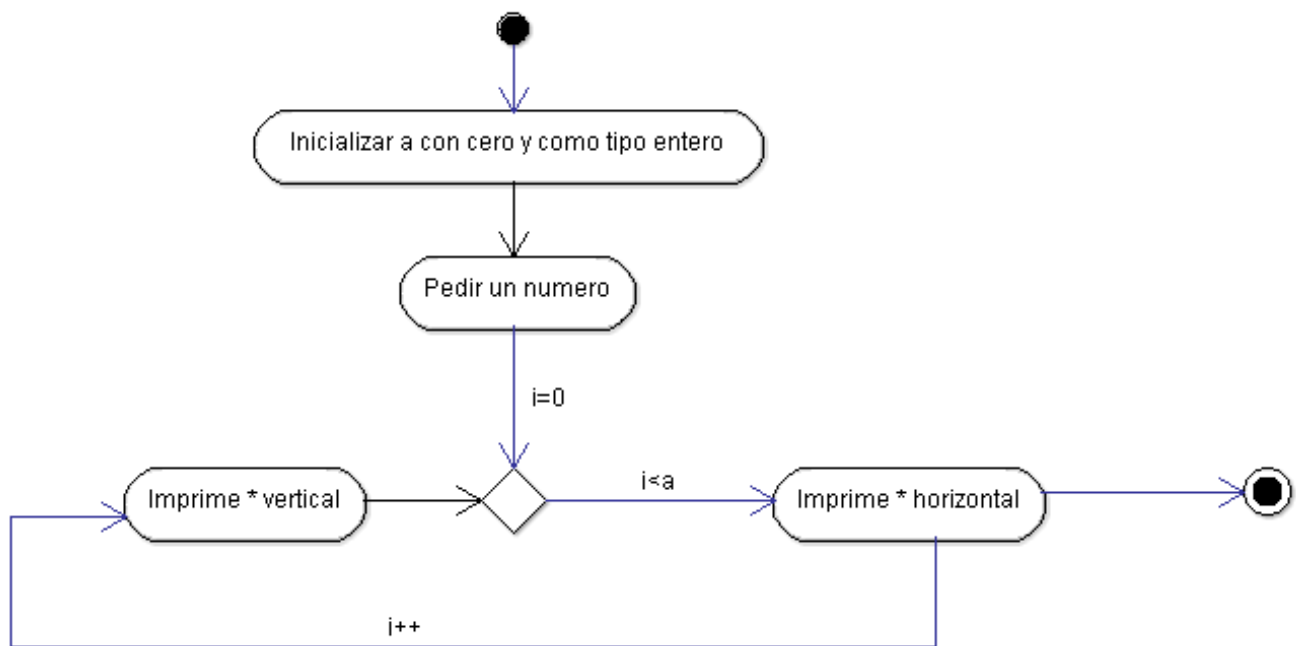 Inicializar a con cero y como tipo entero
Pedir un numero
i=0
Imprime * vertical
i<a
Imprime * horizontal
i++